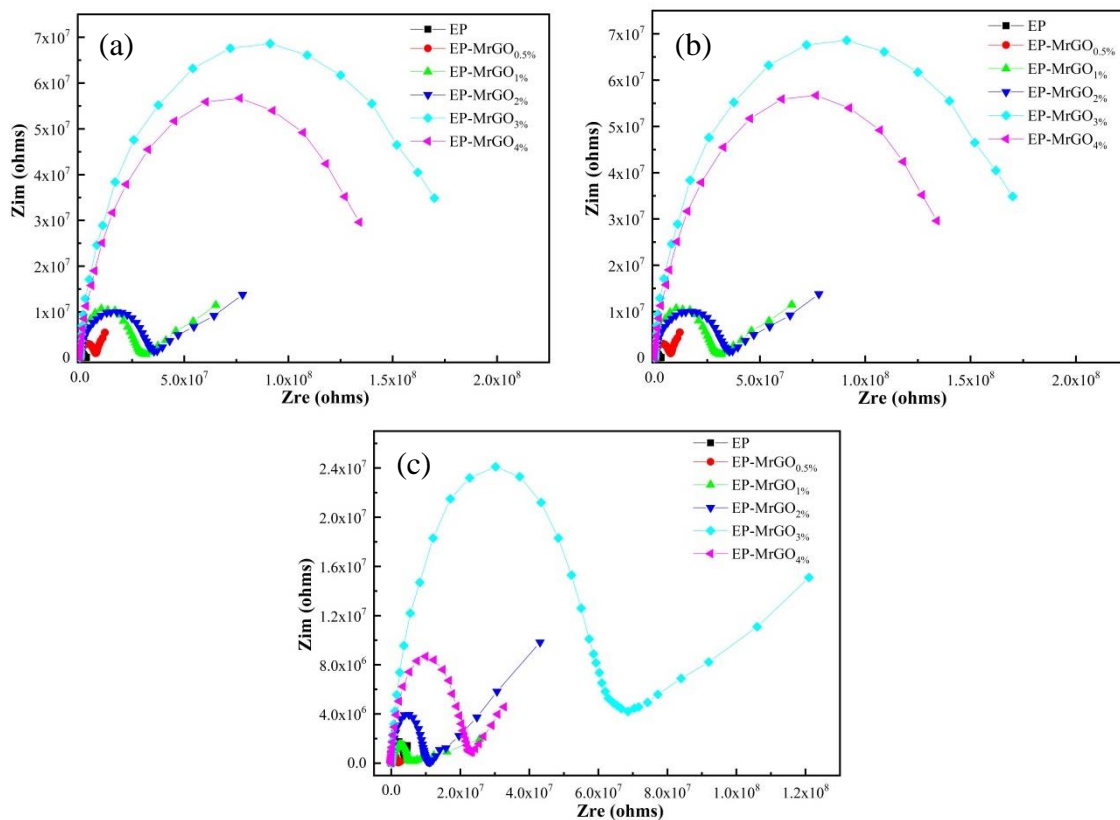 (a)
EP
EP-MrGO0.5%
EP-MrGO1%
EP-MrGO2%
EP-MrGO3%
EP-MrGO4%
7x10⁷
6x10⁷
5x10⁷
4x10⁷
3x10⁷
2x10⁷
1x10⁷
0
Zim (ohms)
5.0x10⁷ 1.0x10⁸ 1.5x10⁸ 2.0x10⁸
Zre (ohms)
(b)
EP
EP-MrGO0.5%
EP-MrGO1%
EP-MrGO2%
EP-MrGO3%
EP-MrGO4%
7x10⁷
6x10⁷
5x10⁷
4x10⁷
3x10⁷
2x10⁷
1x10⁷
0
Zim (ohms)
0 5.0x10⁷ 1.0x10⁸ 1.5x10⁸ 2.0x10⁸
Zre (ohms)
(c)
EP
EP-MrGO0.5%
EP-MrGO1%
EP-MrGO2%
EP-MrGO3%
EP-MrGO4%
2.4x10⁷
2.0x10⁷
1.6x10⁷
1.2x10⁷
8.0x10⁶
4.0x10⁶
0.0
Zim (ohms)
0.0 2.0x10⁷ 4.0x10⁷ 6.0x10⁷ 8.0x10⁷ 1.0x10⁸ 1.2x10⁸
Zre (ohms)